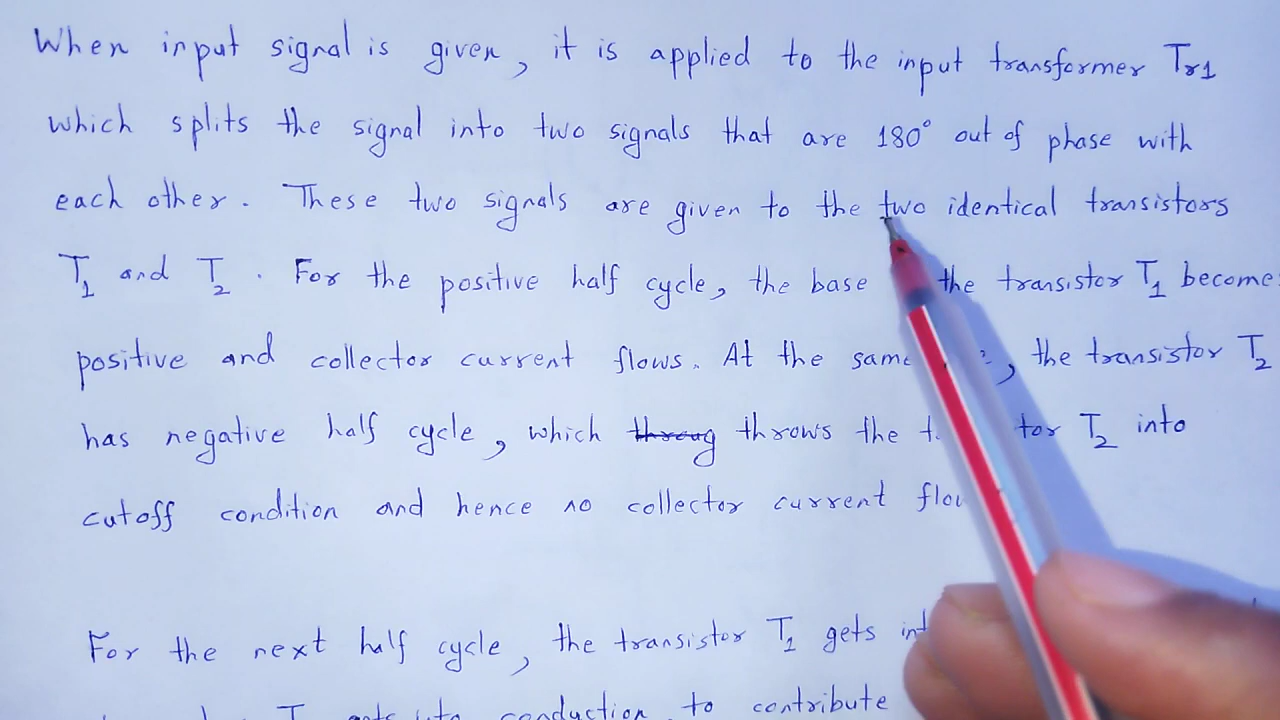 When input signal is given, it is applied to the input transformer Tr1
which splits the signal into two signals that are 180° out of phase with
each other. These two signals are given to the two identical transistors
T1 and T2. For the positive half cycle, the base the transistor T1 become
positive and collector current flows. At the same, the transistor T2
has negative half cycle, which throug throws the T2 into
cutoff condition and hence no collector current
For the next half cycle, the transistor T1 gets
T gets into conduction to contribute